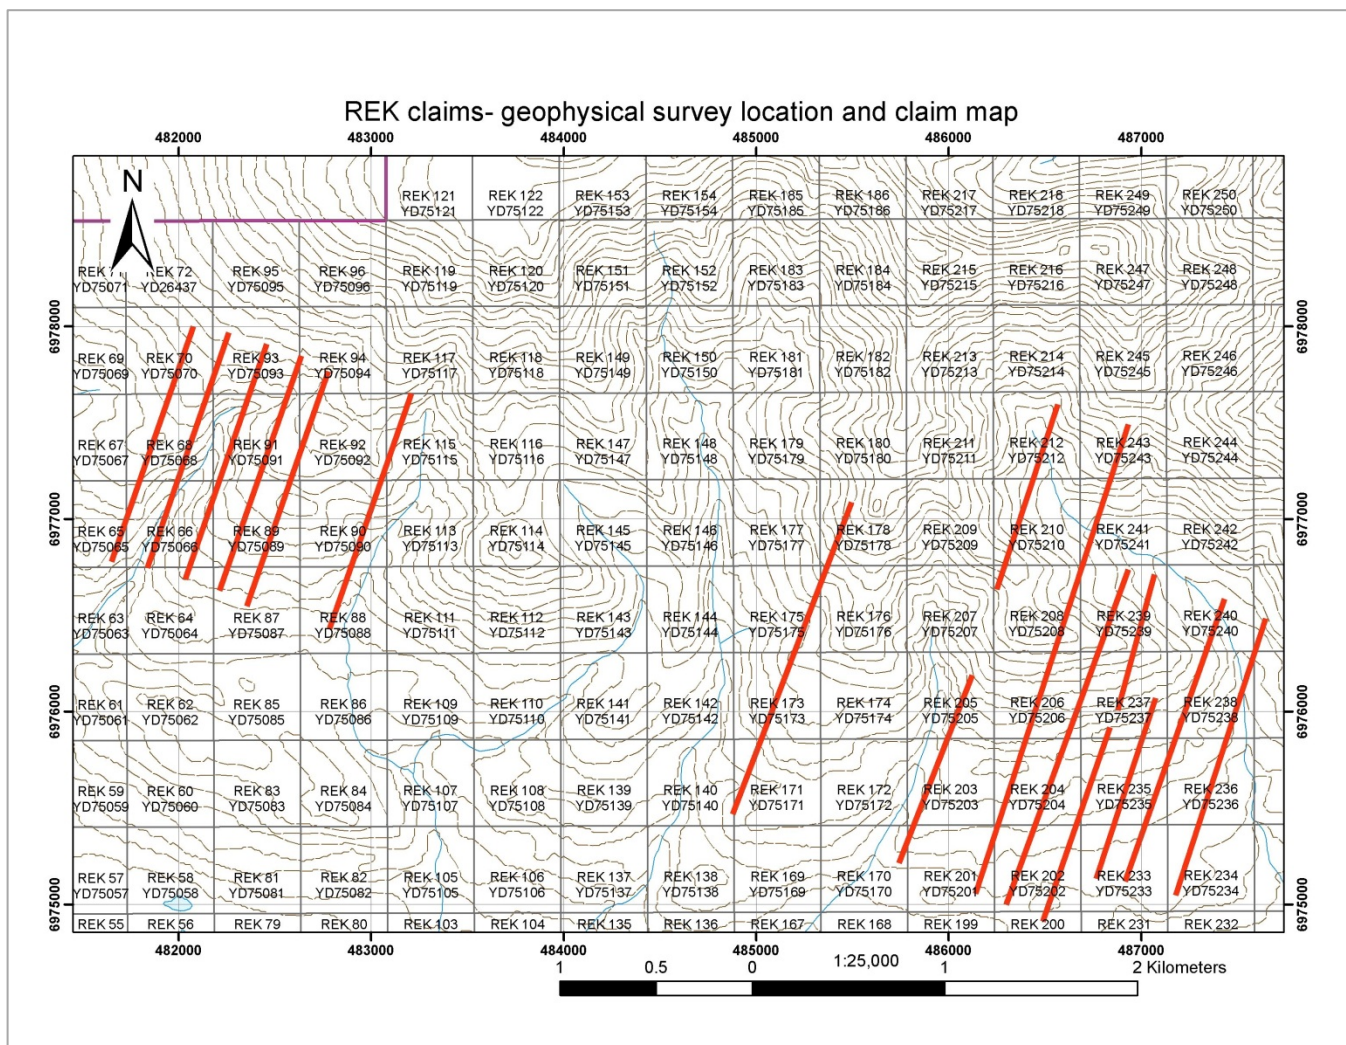 REK claims- geophysical survey location and claim map
482000 483000 484000 485000 486000 487000
N
REK 121 REK 122 REK 153 REK 154 REK 185 REK 186 REK 217 REK 218 REK 249 REK 250
YD75121 YD75122 YD75153 YD75154 YD75185 YD75186 YD75217 YD75218 YD75249 YD75250
REK 71 REK 72 REK 95 REK 96 REK 119 REK 120 REK 151 REK 152 REK 183 REK 184 REK 215 REK 216 REK 247 REK 248
YD75071 YD26437 YD75095 YD75096 YD75119 YD75120 YD75151 YD75152 YD75183 YD75184 YD75215 YD75216 YD75247 YD75248
6978000 6978000
REK 69 REK 70 REK 93 REK 94 REK 117 REK 118 REK 149 REK 150 REK 181 REK 182 REK 213 REK 214 REK 245 REK 246
YD75069 YD75070 YD75093 YD75094 YD75117 YD75118 YD75149 YD75150 YD75181 YD75182 YD75213 YD75214 YD75245 YD75246
REK 67 REK 68 REK 91 REK 92 REK 115 REK 116 REK 147 REK 148 REK 179 REK 180 REK 211 REK 212 REK 243 REK 244
YD75067 YD75068 YD75091 YD75092 YD75115 YD75116 YD75147 YD75148 YD75179 YD75180 YD75211 YD75212 YD75243 YD75244
6977000 6977000
REK 65 REK 66 REK 89 REK 90 REK 113 REK 114 REK 145 REK 146 REK 177 REK 178 REK 209 REK 210 REK 241 REK 242
YD75065 YD75066 YD75089 YD75090 YD75113 YD75114 YD75145 YD75146 YD75177 YD75178 YD75209 YD75210 YD75241 YD75242
REK 63 REK 64 REK 87 REK 88 REK 111 REK 112 REK 143 REK 144 REK 175 REK 176 REK 207 REK 208 REK 239 REK 240
YD75063 YD75064 YD75087 YD75088 YD75111 YD75112 YD75143 YD75144 YD75175 YD75176 YD75207 YD75208 YD75239 YD75240
6976000 6976000
REK 61 REK 62 REK 85 REK 86 REK 109 REK 110 REK 141 REK 142 REK 173 REK 174 REK 205 REK 206 REK 237 REK 238
YD75061 YD75062 YD75085 YD75086 YD75109 YD75110 YD75141 YD75142 YD75173 YD75174 YD75205 YD75206 YD75237 YD75238
REK 59 REK 60 REK 83 REK 84 REK 107 REK 108 REK 139 REK 140 REK 171 REK 172 REK 203 REK 204 REK 235 REK 236
YD75059 YD75060 YD75083 YD75084 YD75107 YD75108 YD75139 YD75140 YD75171 YD75172 YD75203 YD75204 YD75235 YD75236
REK 57 REK 58 REK 81 REK 82 REK 105 REK 106 REK 137 REK 138 REK 169 REK 170 REK 201 REK 202 REK 233 REK 234
YD75057 YD75058 YD75081 YD75082 YD75105 YD75106 YD75137 YD75138 YD75169 YD75170 YD75201 YD75202 YD75233 YD75234
6975000 6975000
REK 55 REK 56 REK 79 REK 80 REK 103 REK 104 REK 135 REK 136 REK 167 REK 168 REK 199 REK 200 REK 231 REK 232
482000 483000 484000 485000 486000 487000
1:25,000
1 0.5 0 1 2 Kilometers